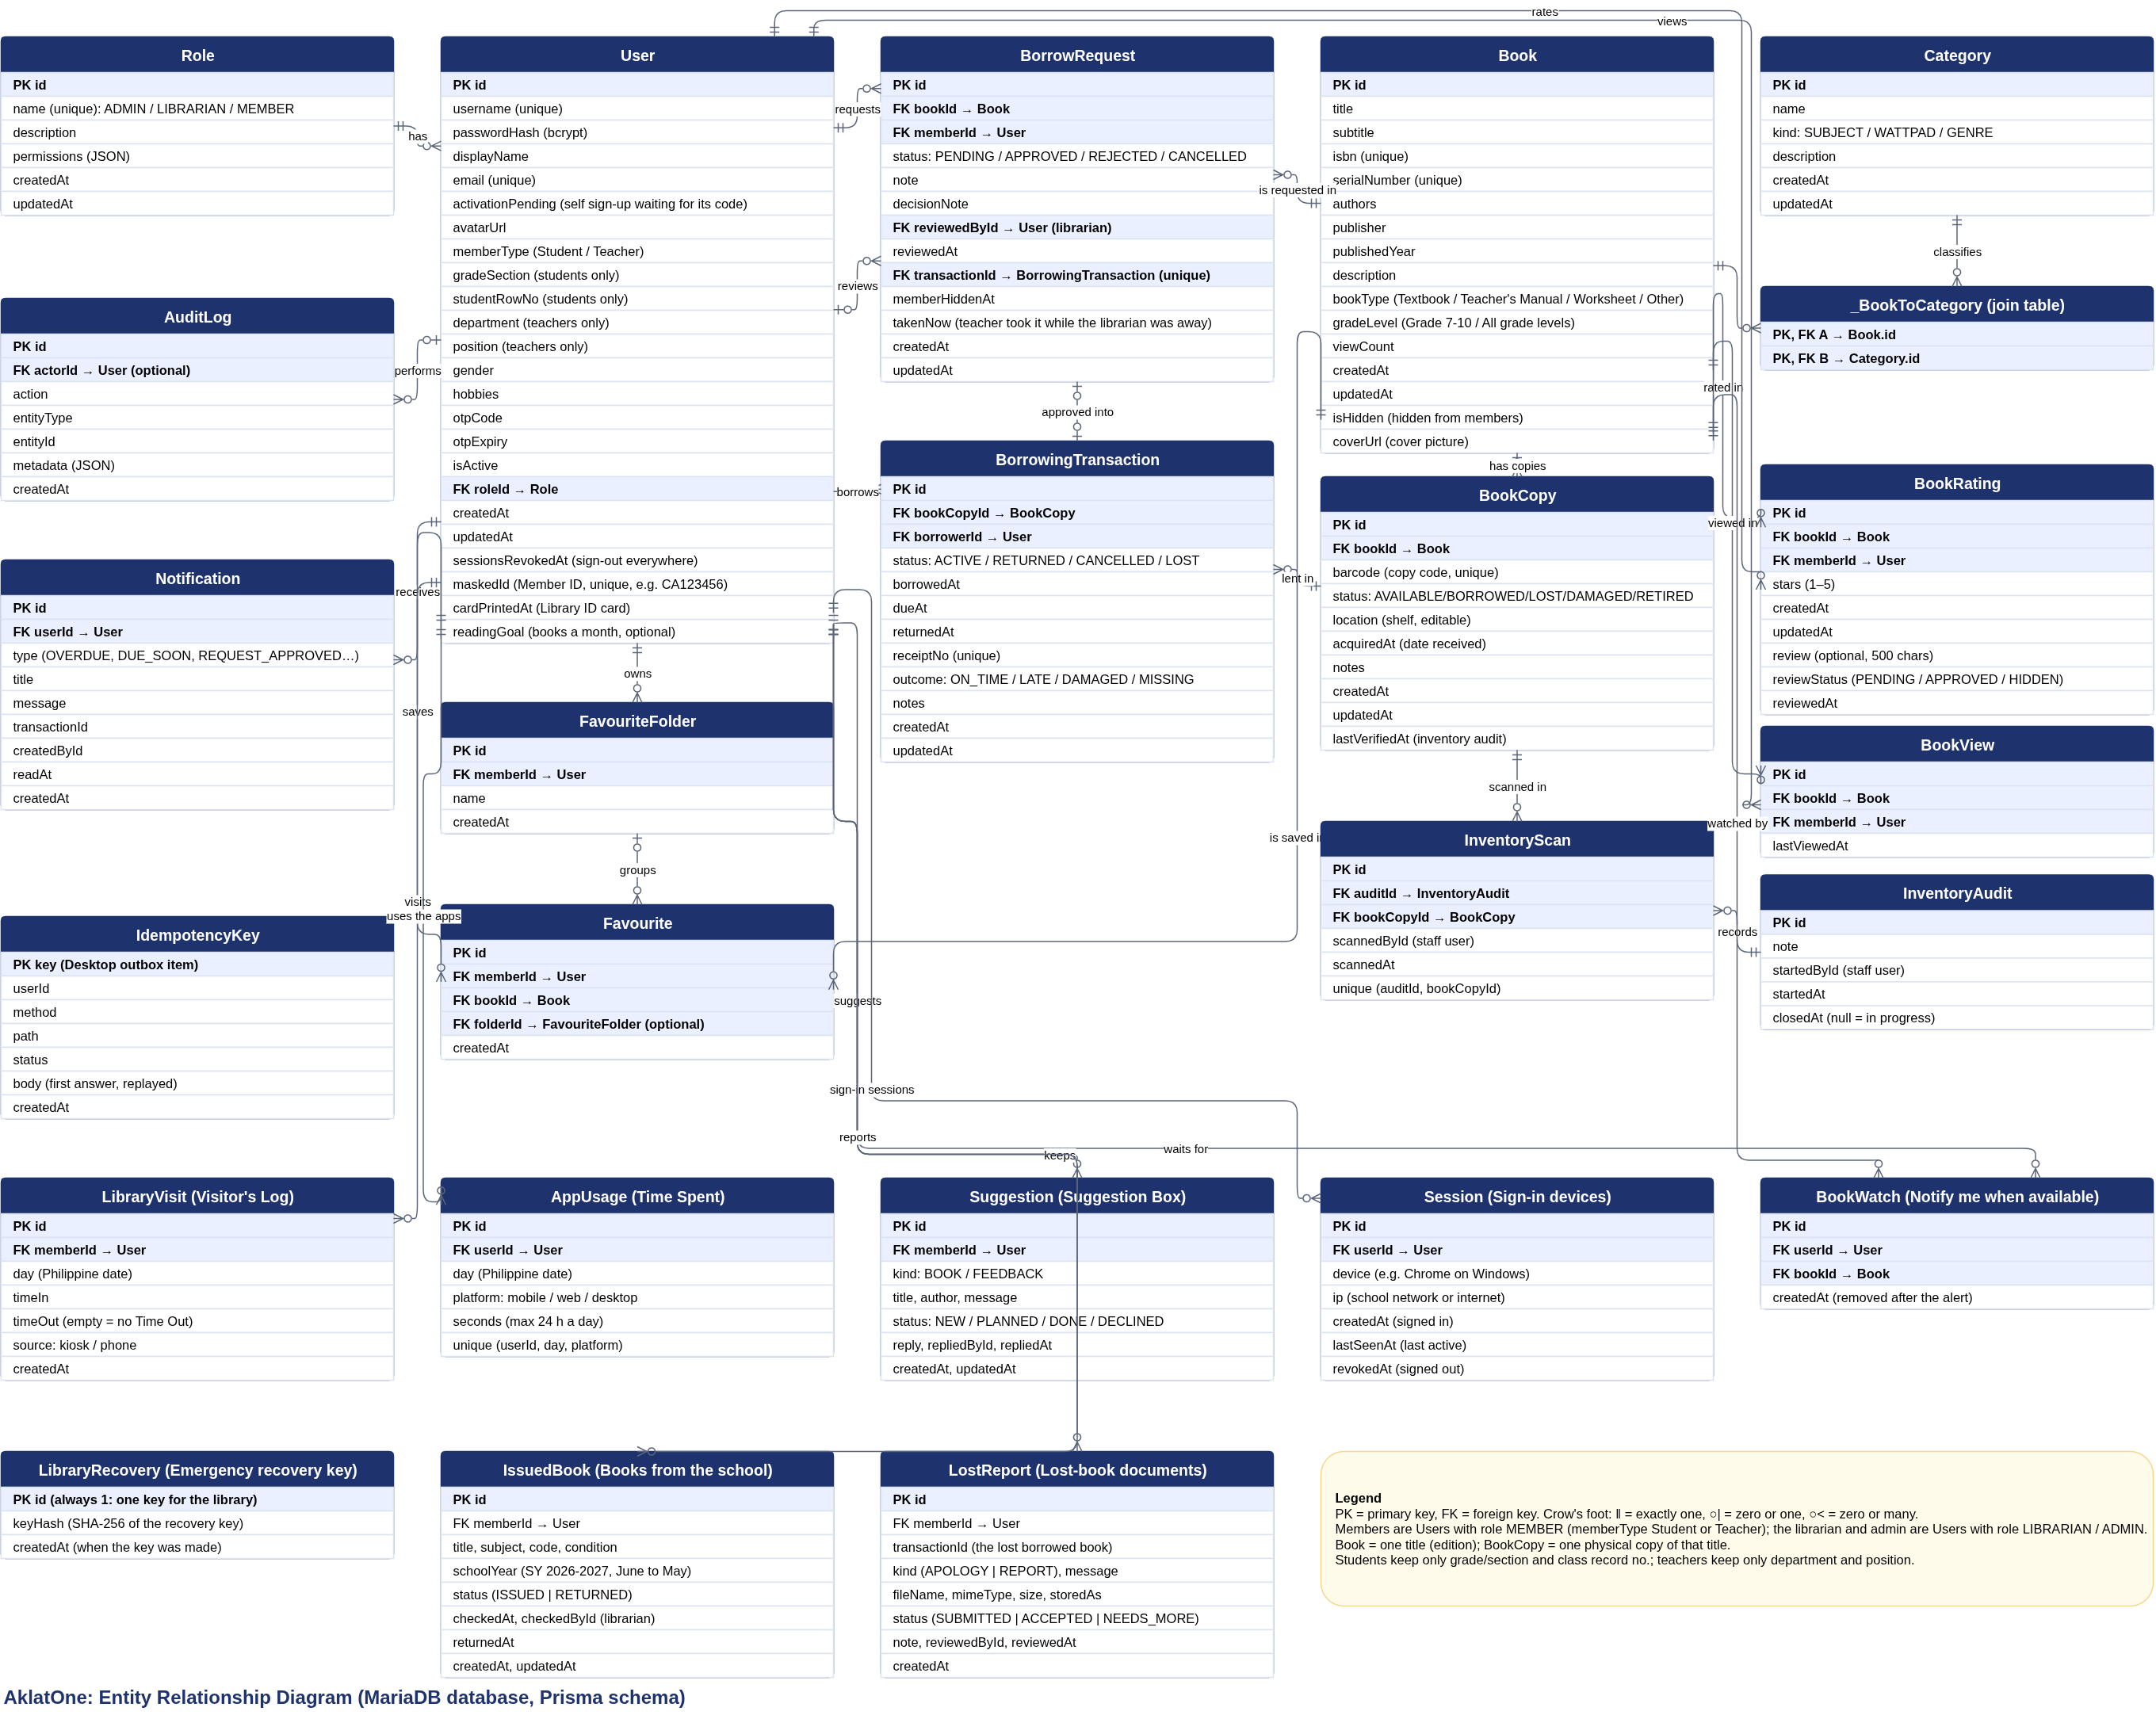 rates
views
Role
PK id
name (unique): ADMIN / LIBRARIAN / MEMBER
description
permissions (JSON)
createdAt
updatedAt
has
User
PK id
username (unique)
passwordHash (bcrypt)
displayName
email (unique)
activationPending (self sign-up waiting for its code)
avatarUrl
memberType (Student / Teacher)
gradeSection (students only)
studentRowNo (students only)
department (teachers only)
position (teachers only)
gender
hobbies
otpCode
otpExpiry
isActive
FK roleId → Role
createdAt
updatedAt
sessionsRevokedAt (sign-out everywhere)
maskedId (Member ID, unique, e.g. CA123456)
cardPrintedAt (Library ID card)
readingGoal (books a month, optional)
requests
reviews
borrows
BorrowRequest
PK id
FK bookId → Book
FK memberId → User
status: PENDING / APPROVED / REJECTED / CANCELLED
note
decisionNote
FK reviewedById → User (librarian)
reviewedAt
FK transactionId → BorrowingTransaction (unique)
memberHiddenAt
takenNow (teacher took it while the librarian was away)
createdAt
updatedAt
is requested in
approved into
Book
PK id
title
subtitle
isbn (unique)
serialNumber (unique)
authors
publisher
publishedYear
description
bookType (Textbook / Teacher's Manual / Worksheet / Other)
gradeLevel (Grade 7-10 / All grade levels)
viewCount
createdAt
updatedAt
isHidden (hidden from members)
coverUrl (cover picture)
has copies
rated in
viewed in
Category
PK id
name
kind: SUBJECT / WATTPAD / GENRE
description
createdAt
updatedAt
classifies
_BookToCategory (join table)
PK, FK A → Book.id
PK, FK B → Category.id
AuditLog
PK id
FK actorId → User (optional)
action
entityType
entityId
metadata (JSON)
createdAt
performs
BorrowingTransaction
PK id
FK bookCopyId → BookCopy
FK borrowerId → User
status: ACTIVE / RETURNED / CANCELLED / LOST
borrowedAt
dueAt
returnedAt
receiptNo (unique)
outcome: ON_TIME / LATE / DAMAGED / MISSING
notes
createdAt
updatedAt
lent in
BookCopy
PK id
FK bookId → Book
barcode (copy code, unique)
status: AVAILABLE/BORROWED/LOST/DAMAGED/RETIRED
location (shelf, editable)
acquiredAt (date received)
notes
createdAt
updatedAt
lastVerifiedAt (inventory audit)
scanned in
BookRating
PK id
FK bookId → Book
FK memberId → User
stars (1–5)
createdAt
updatedAt
review (optional, 500 chars)
reviewStatus (PENDING / APPROVED / HIDDEN)
reviewedAt
Notification
PK id
FK userId → User
type (OVERDUE, DUE_SOON, REQUEST_APPROVED…)
title
message
transactionId
createdById
readAt
createdAt
receives
saves
owns
FavouriteFolder
PK id
FK memberId → User
name
createdAt
groups
BookView
PK id
FK bookId → Book
FK memberId → User
lastViewedAt
watched by
is saved i
InventoryScan
PK id
FK auditId → InventoryAudit
FK bookCopyId → BookCopy
scannedById (staff user)
scannedAt
unique (auditId, bookCopyId)
records
InventoryAudit
PK id
note
startedById (staff user)
startedAt
closedAt (null = in progress)
visits
uses the apps
IdempotencyKey
PK key (Desktop outbox item)
userId
method
path
status
body (first answer, replayed)
createdAt
Favourite
PK id
FK memberId → User
FK bookId → Book
FK folderId → FavouriteFolder (optional)
createdAt
suggests
sign-in sessions
reports
keeps
waits for
LibraryVisit (Visitor's Log)
PK id
FK memberId → User
day (Philippine date)
timeIn
timeOut (empty = no Time Out)
source: kiosk / phone
createdAt
AppUsage (Time Spent)
PK id
FK userId → User
day (Philippine date)
platform: mobile / web / desktop
seconds (max 24 h a day)
unique (userId, day, platform)
Suggestion (Suggestion Box)
PK id
FK memberId → User
kind: BOOK / FEEDBACK
title, author, message
status: NEW / PLANNED / DONE / DECLINED
reply, repliedById, repliedAt
createdAt, updatedAt
Session (Sign-in devices)
PK id
FK userId → User
device (e.g. Chrome on Windows)
ip (school network or internet)
createdAt (signed in)
lastSeenAt (last active)
revokedAt (signed out)
BookWatch (Notify me when available)
PK id
FK userId → User
FK bookId → Book
createdAt (removed after the alert)
LibraryRecovery (Emergency recovery key)
PK id (always 1: one key for the library)
keyHash (SHA-256 of the recovery key)
createdAt (when the key was made)
IssuedBook (Books from the school)
PK id
FK memberId → User
title, subject, code, condition
schoolYear (SY 2026-2027, June to May)
status (ISSUED | RETURNED)
checkedAt, checkedById (librarian)
returnedAt
createdAt, updatedAt
LostReport (Lost-book documents)
PK id
FK memberId → User
transactionId (the lost borrowed book)
kind (APOLOGY | REPORT), message
fileName, mimeType, size, storedAs
status (SUBMITTED | ACCEPTED | NEEDS_MORE)
note, reviewedById, reviewedAt
createdAt
Legend
PK = primary key, FK = foreign key. Crow's foot: ‖ = exactly one, ○| = zero or one, ○< = zero or many.
Members are Users with role MEMBER (memberType Student or Teacher); the librarian and admin are Users with role LIBRARIAN / ADMIN.
Book = one title (edition); BookCopy = one physical copy of that title.
Students keep only grade/section and class record no.; teachers keep only department and position.
AklatOne: Entity Relationship Diagram (MariaDB database, Prisma schema)